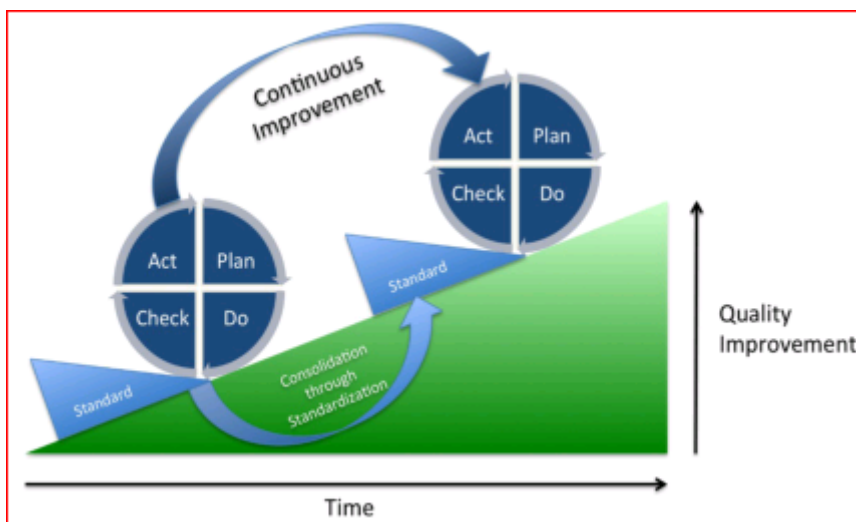 Continuous
Improvement
Act
Plan
Check
Do
Act
Plan
Check
Do
Standard
Standard
Consolidation
through
Standardization
Quality
Improvement
Time